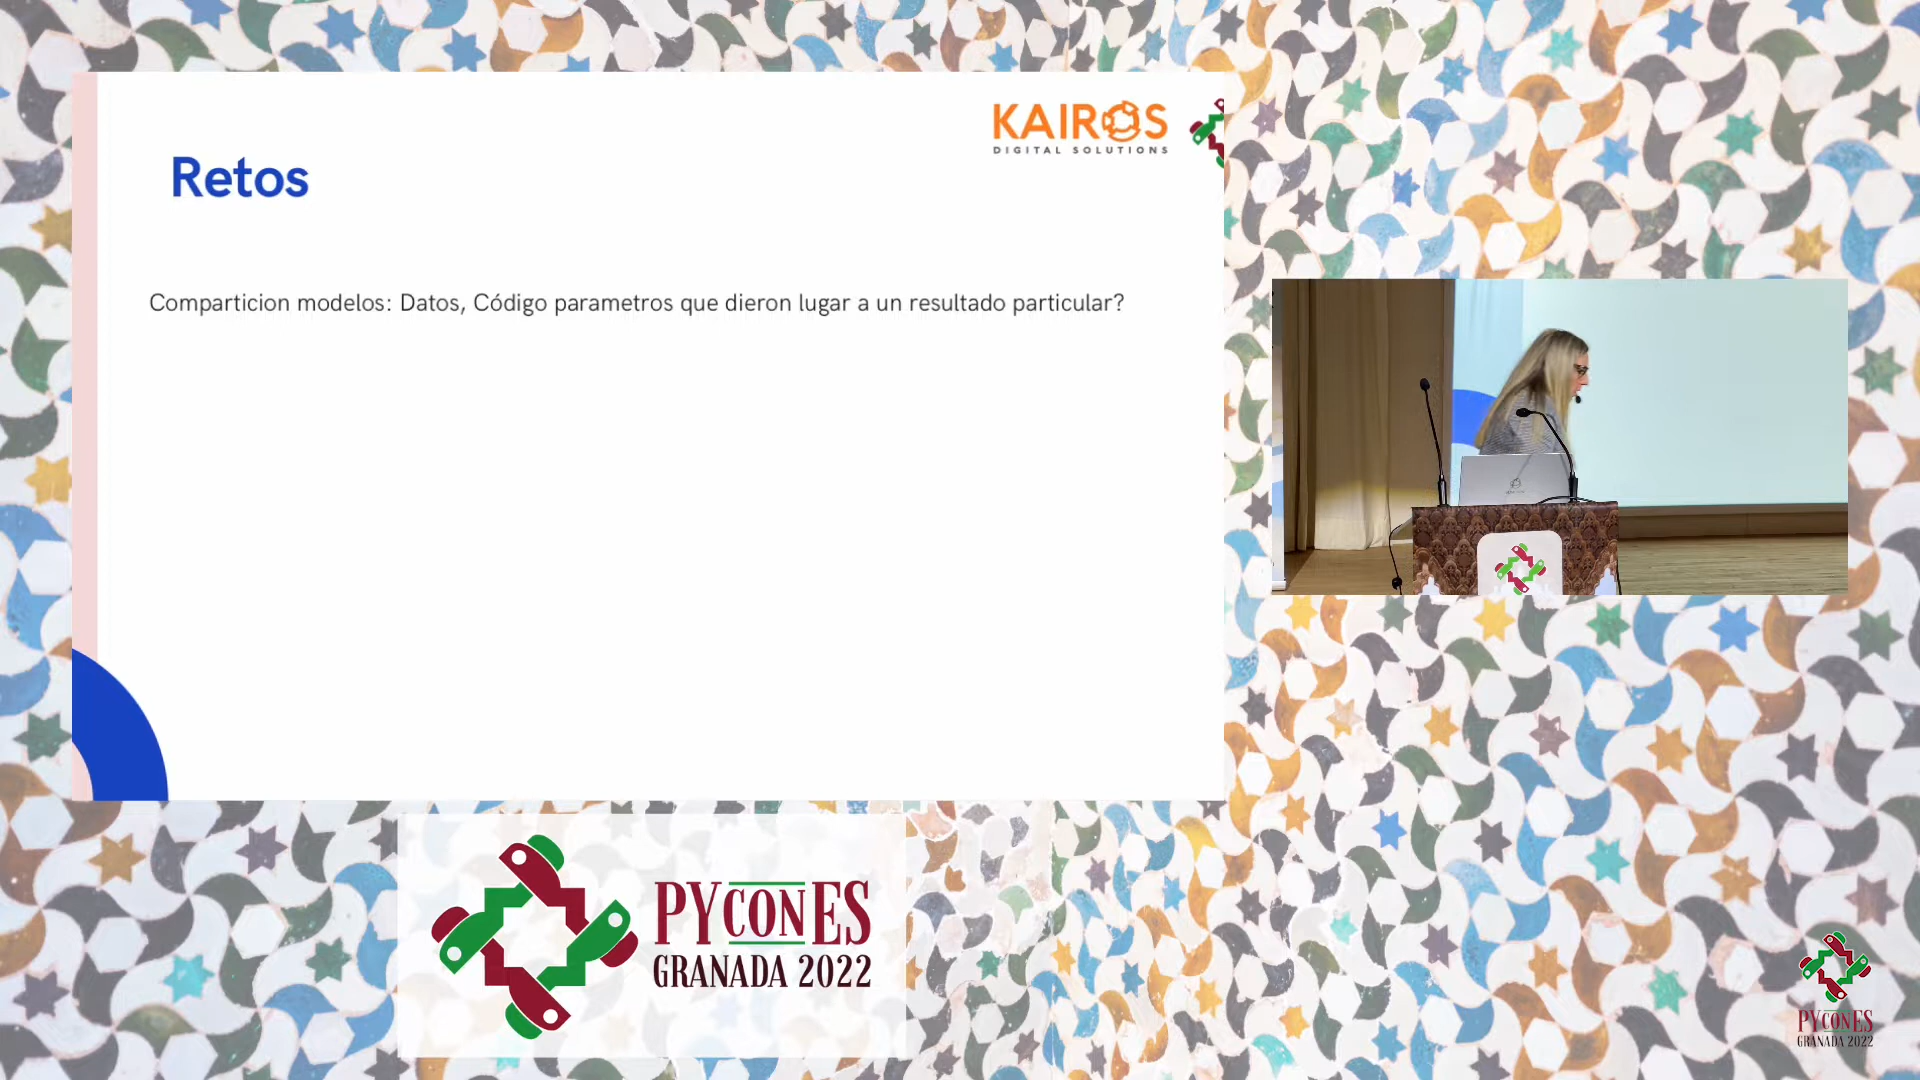 KAIROS
DIGITAL SOLUTIONS
Retos
Comparticion modelos: Datos, Código parametros que dieron lugar a un resultado particular?
PYCONES
GRANADA 2022
PYCONES
GRANADA 2022